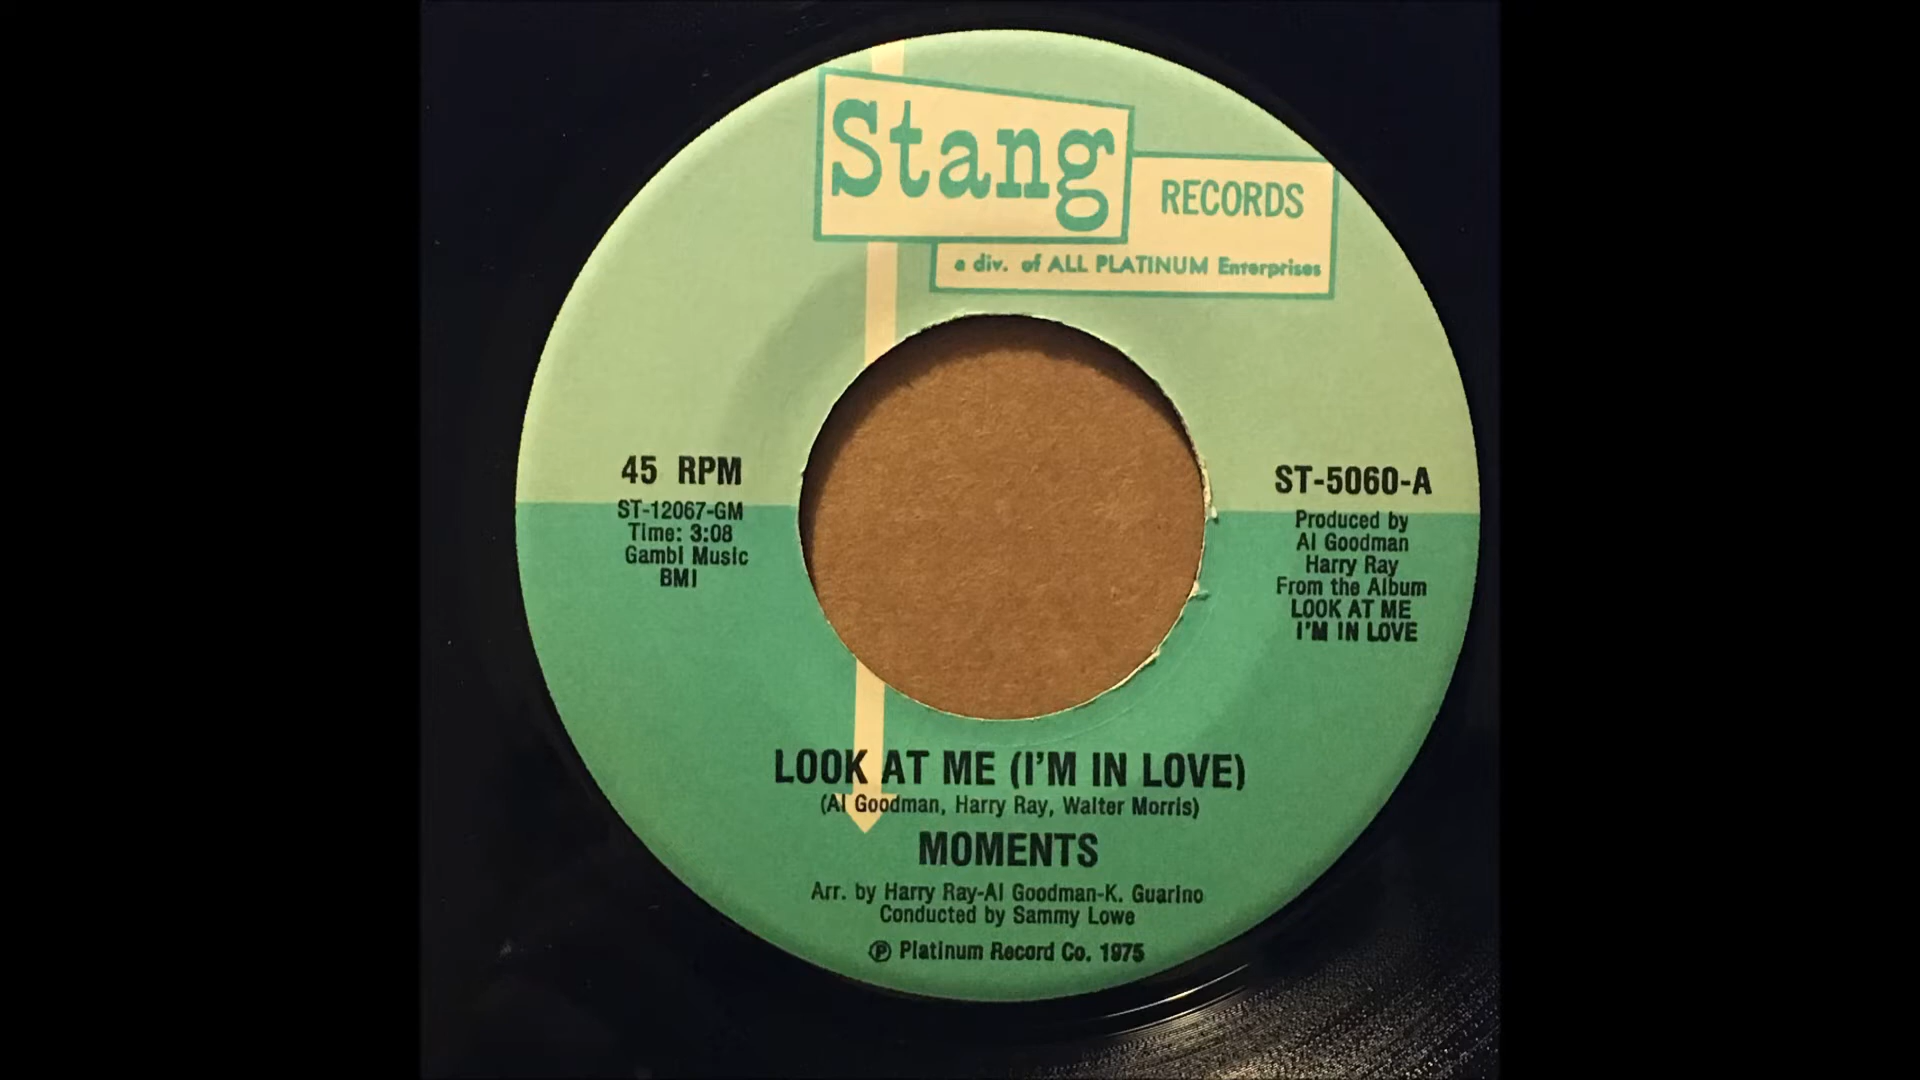 Stang
RECORDS
a div. of ALL PLATINUM Enterprises
45 RPM
ST-12067-GM
Time: 3:08
Gambi Music
BMI
ST-5060-A
Produced by
Al Goodman
Harry Ray
From the Album
LOOK AT ME
I'M IN LOVE
LOOK AT ME (I'M IN LOVE)
(Al Goodman, Harry Ray, Walter Morris)
MOMENTS
Arr. by Harry Ray-Al Goodman-K. Guarino
Conducted by Sammy Lowe
Ⓟ Platinum Record Co. 1975